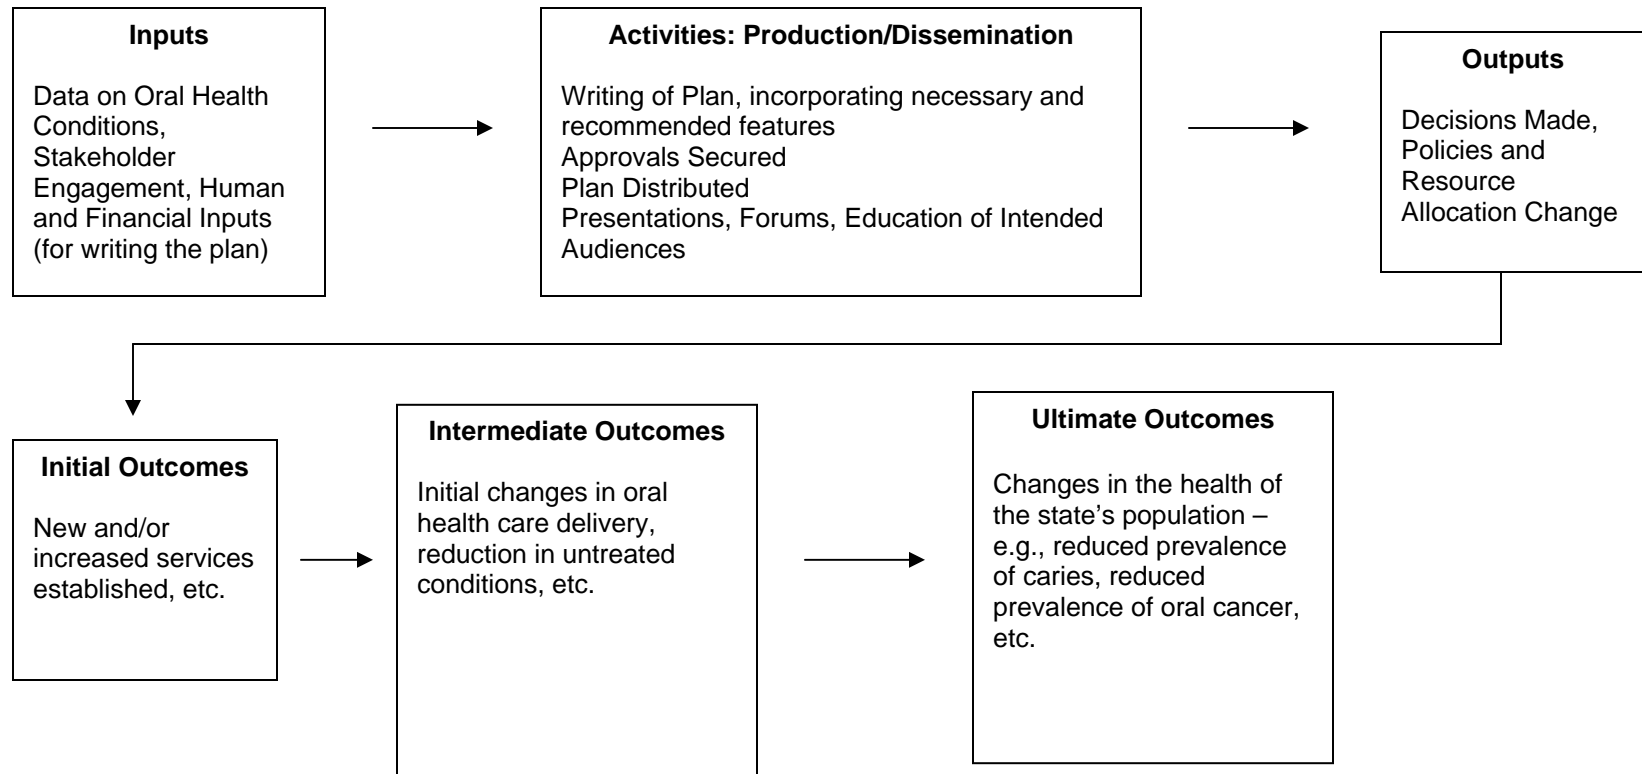 Inputs
Data on Oral Health
Conditions,
Stakeholder
Engagement, Human
and Financial Inputs
(for writing the plan)
Activities: Production/Dissemination
Writing of Plan, incorporating necessary and
recommended features
Approvals Secured
Plan Distributed
Presentations, Forums, Education of Intended
Audiences
Outputs
Decisions Made,
Policies and
Resource
Allocation Change
Initial Outcomes
New and/or
increased services
established, etc.
Intermediate Outcomes
Initial changes in oral
health care delivery,
reduction in untreated
conditions, etc.
Ultimate Outcomes
Changes in the health of
the state’s population –
e.g., reduced prevalence
of caries, reduced
prevalence of oral cancer,
etc.